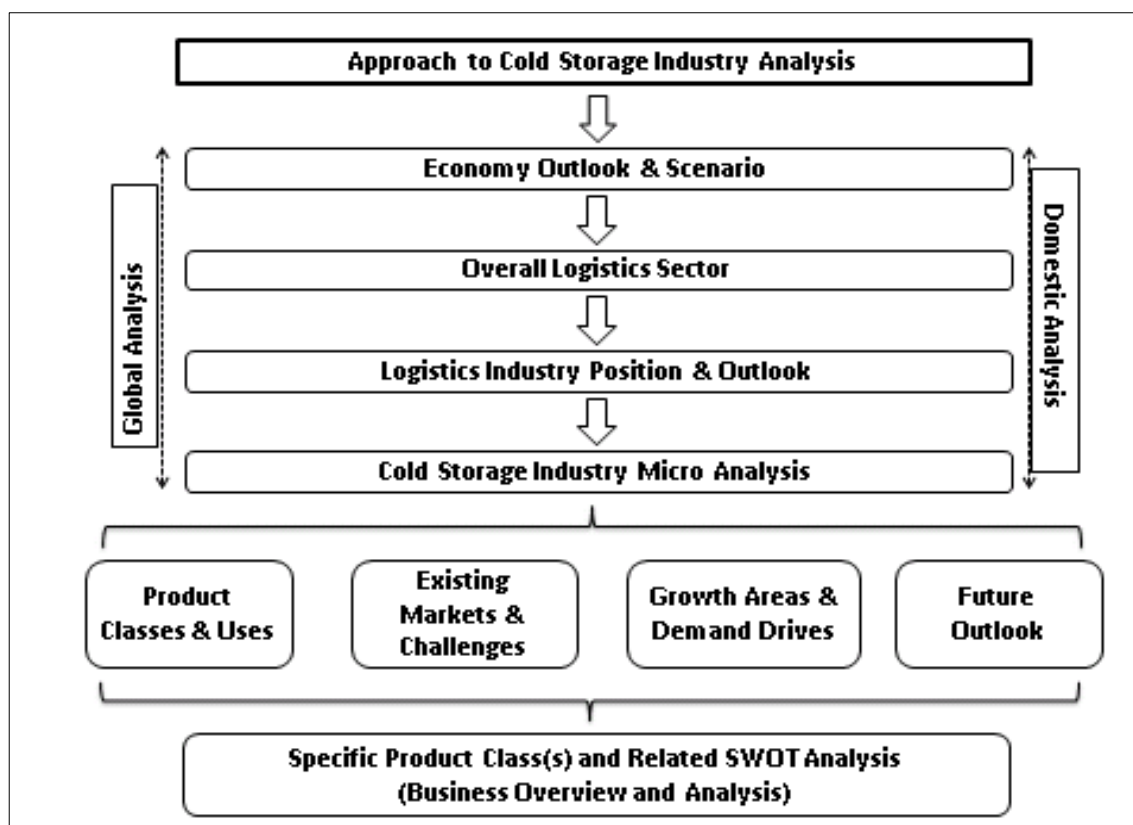 Approach to Cold Storage Industry Analysis
Economy Outlook & Scenario
Global Analysis
Domestic Analysis
Overall Logistics Sector
Logistics Industry Position & Outlook
Cold Storage Industry Micro Analysis
Product
Classes & Uses
Existing
Markets &
Challenges
Growth Areas &
Demand Drives
Future
Outlook
Specific Product Class(s) and Related SWOT Analysis
(Business Overview and Analysis)